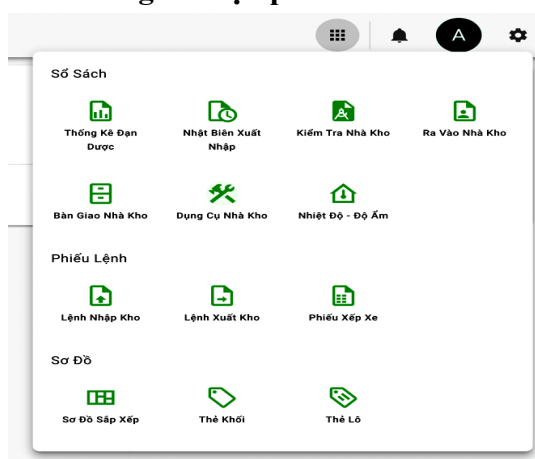 A
Sổ Sách
Thống Kê Đạn Dược
Nhật Biên Xuất Nhập
Kiểm Tra Nhà Kho
Ra Vào Nhà Kho
Bàn Giao Nhà Kho
Dụng Cụ Nhà Kho
Nhiệt Độ - Độ Ẩm
Phiếu Lệnh
Lệnh Nhập Kho
Lệnh Xuất Kho
Phiếu Xếp Xe
Sơ Đồ
Sơ Đồ Sắp Xếp
Thẻ Khối
Thẻ Lô